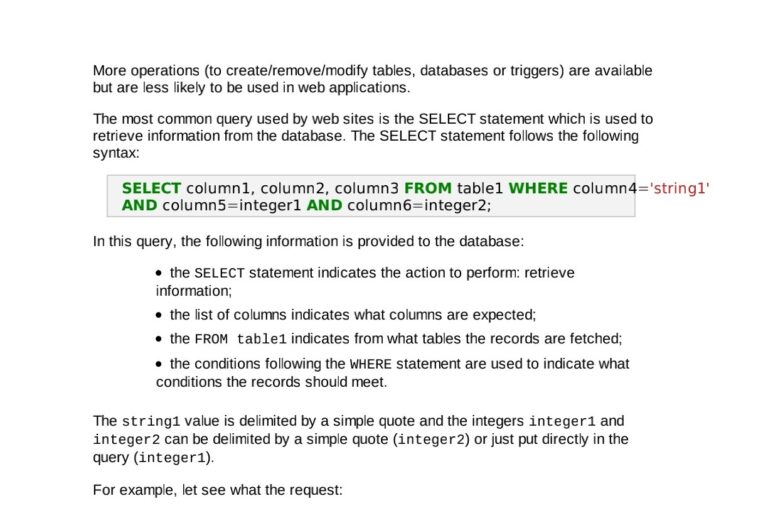 More operations (to create/remove/modify tables, databases or triggers) are available
but are less likely to be used in web applications.
The most common query used by web sites is the SELECT statement which is used to
retrieve information from the database. The SELECT statement follows the following
syntax:
SELECT column1, column2, column3 FROM table1 WHERE column4='string1'
AND column5=integer1 AND column6=integer2;
In this query, the following information is provided to the database:
• the SELECT statement indicates the action to perform: retrieve
information;
• the list of columns indicates what columns are expected;
• the FROM table1 indicates from what tables the records are fetched;
• the conditions following the WHERE statement are used to indicate what
conditions the records should meet.
The string1 value is delimited by a simple quote and the integers integer1 and
integer2 can be delimited by a simple quote (integer2) or just put directly in the
query (integer1).
For example, let see what the request: